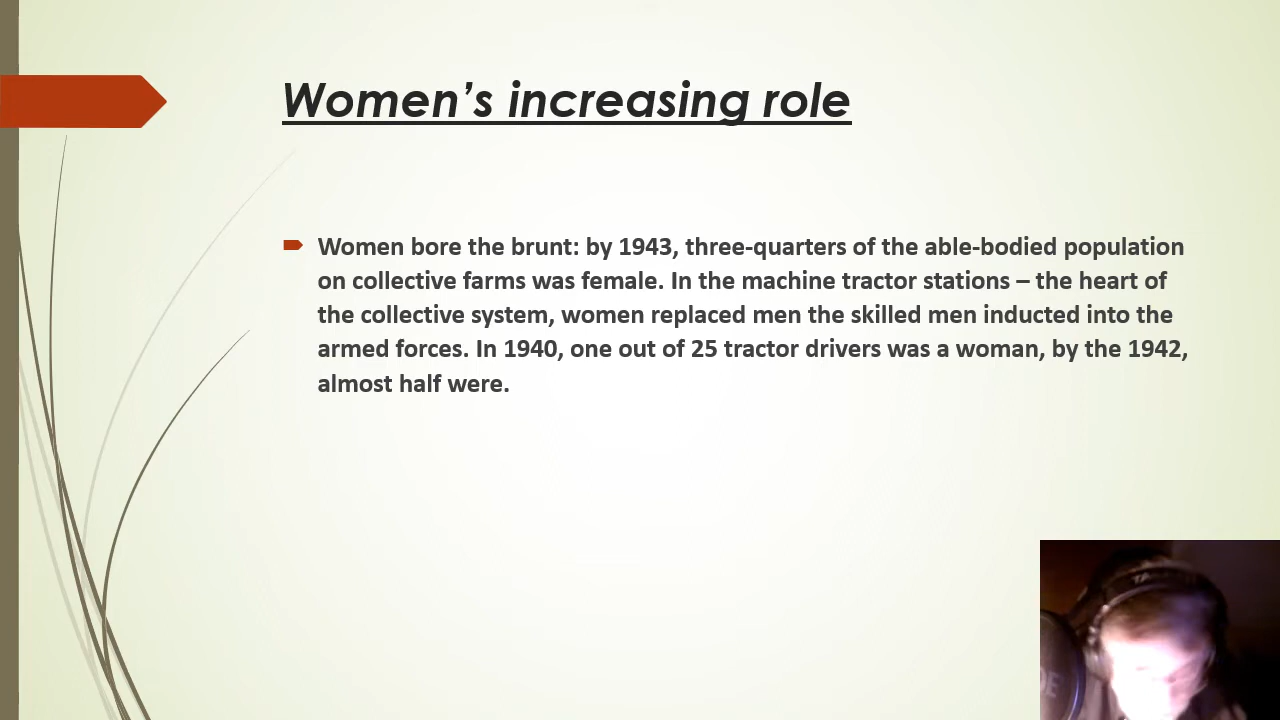 Women's increasing role
Women bore the brunt: by 1943, three-quarters of the able-bodied population
on collective farms was female. In the machine tractor stations – the heart of
the collective system, women replaced men the skilled men inducted into the
armed forces. In 1940, one out of 25 tractor drivers was a woman, by the 1942,
almost half were.